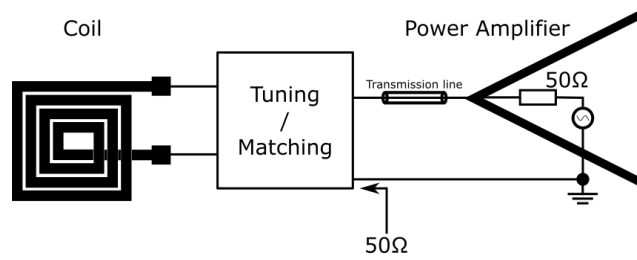 Coil
Power Amplifier
Tuning
/
Matching
Transmission line
50Ω
50Ω